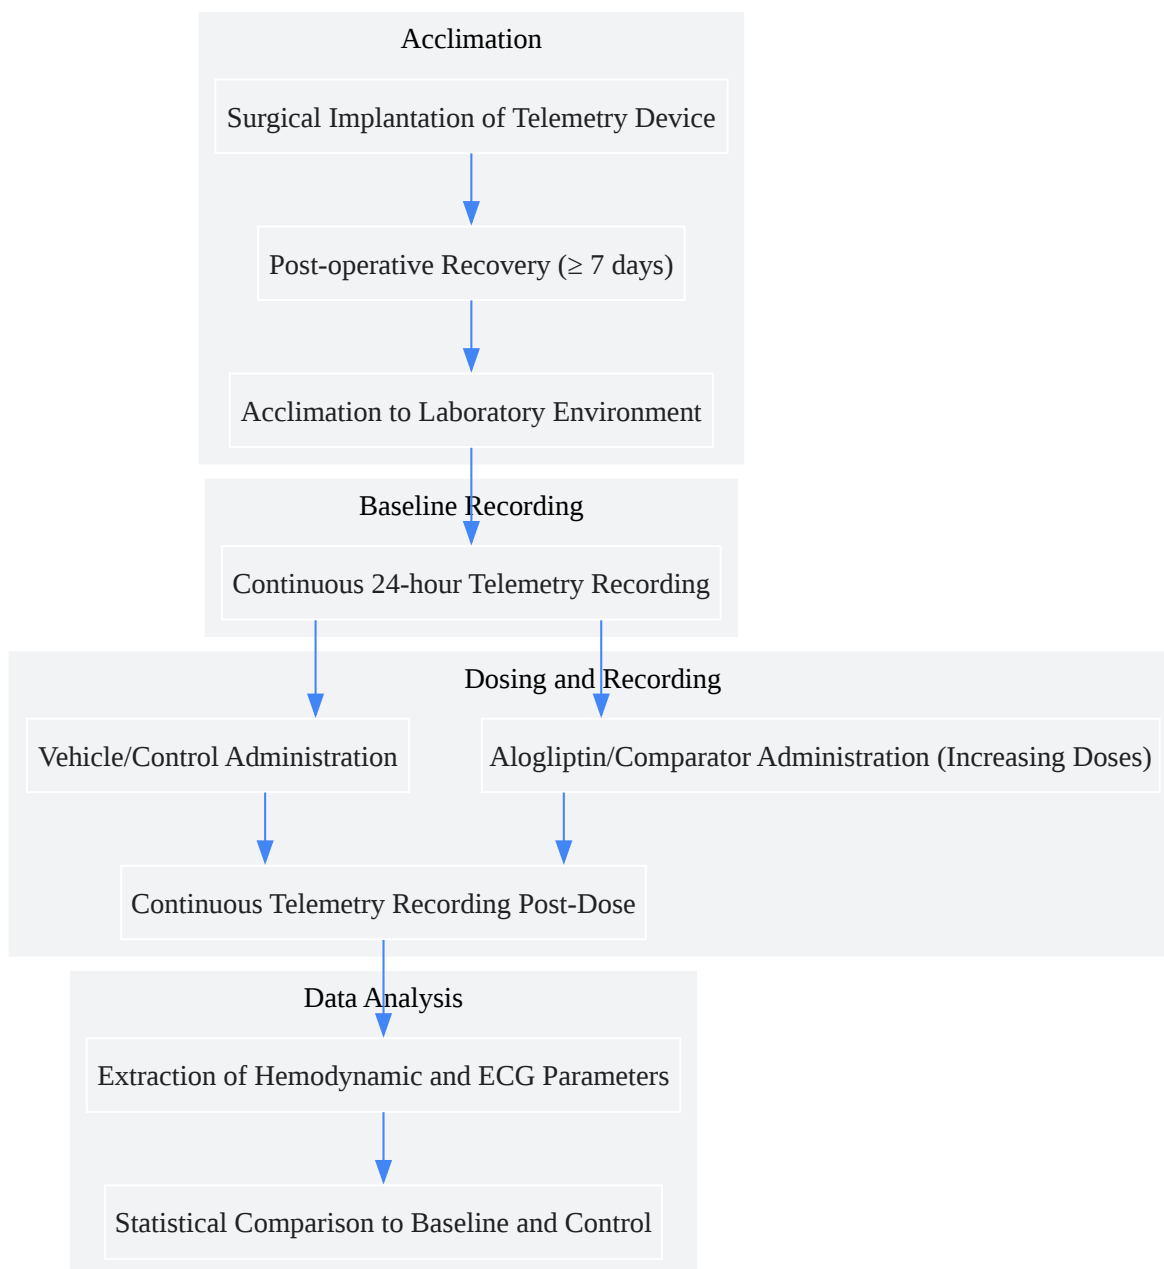 Acclimation
Surgical Implantation of Telemetry Device
Post-operative Recovery (≥ 7 days)
Acclimation to Laboratory Environment
Baseline Recording
Continuous 24-hour Telemetry Recording
Dosing and Recording
Vehicle/Control Administration
Alogliptin/Comparator Administration (Increasing Doses)
Continuous Telemetry Recording Post-Dose
Data Analysis
Extraction of Hemodynamic and ECG Parameters
Statistical Comparison to Baseline and Control